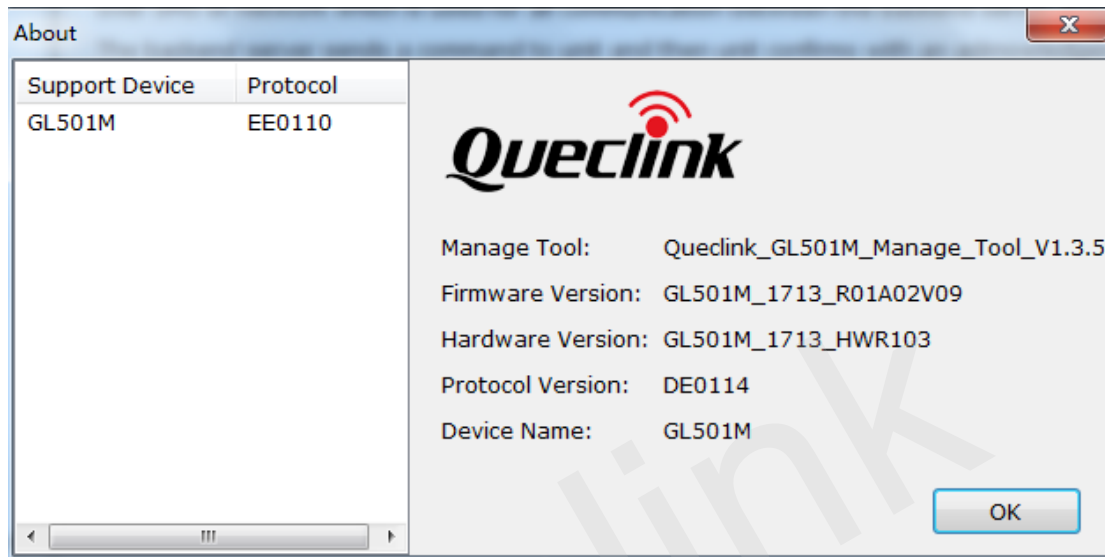 About
Support Device Protocol
GL501M EE0110
Queclink
Manage Tool: Queclink_GL501M_Manage_Tool_V1.3.5
Firmware Version: GL501M_1713_R01A02V09
Hardware Version: GL501M_1713_HWR103
Protocol Version: DE0114
Device Name: GL501M
OK
link